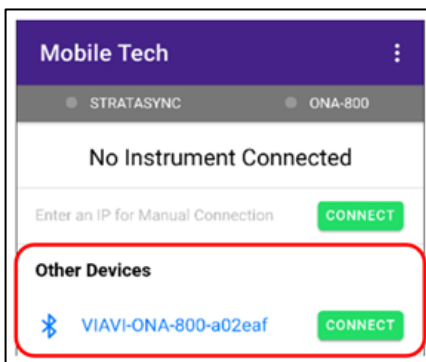 Mobile Tech
STRATASYNC ONA-800
No Instrument Connected
Enter an IP for Manual Connection CONNECT
Other Devices
VIAVI-ONA-800-a02eaf CONNECT